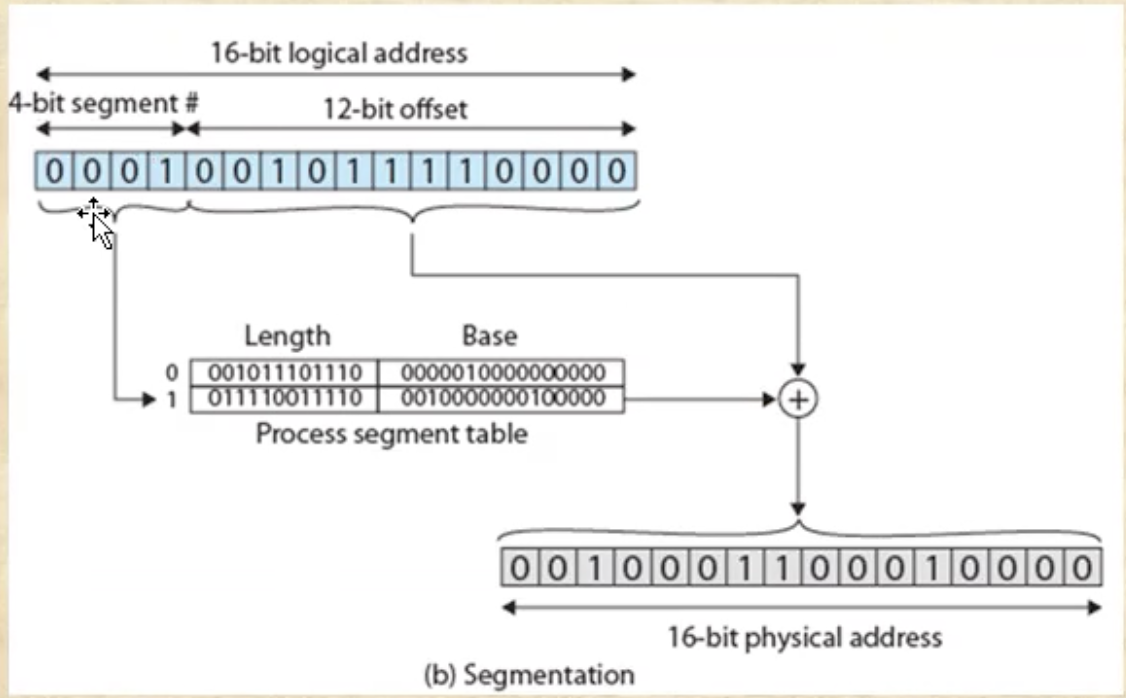 16-bit logical address
4-bit segment # 12-bit offset
0 0 0 1 0 0 1 0 1 1 1 1 0 0 0 0
Length Base
0 001011101110 0000010000000000
1 011110011110 0010000000100000
Process segment table
+
0 0 1 0 0 0 1 1 0 0 0 1 0 0 0 0
16-bit physical address
(b) Segmentation